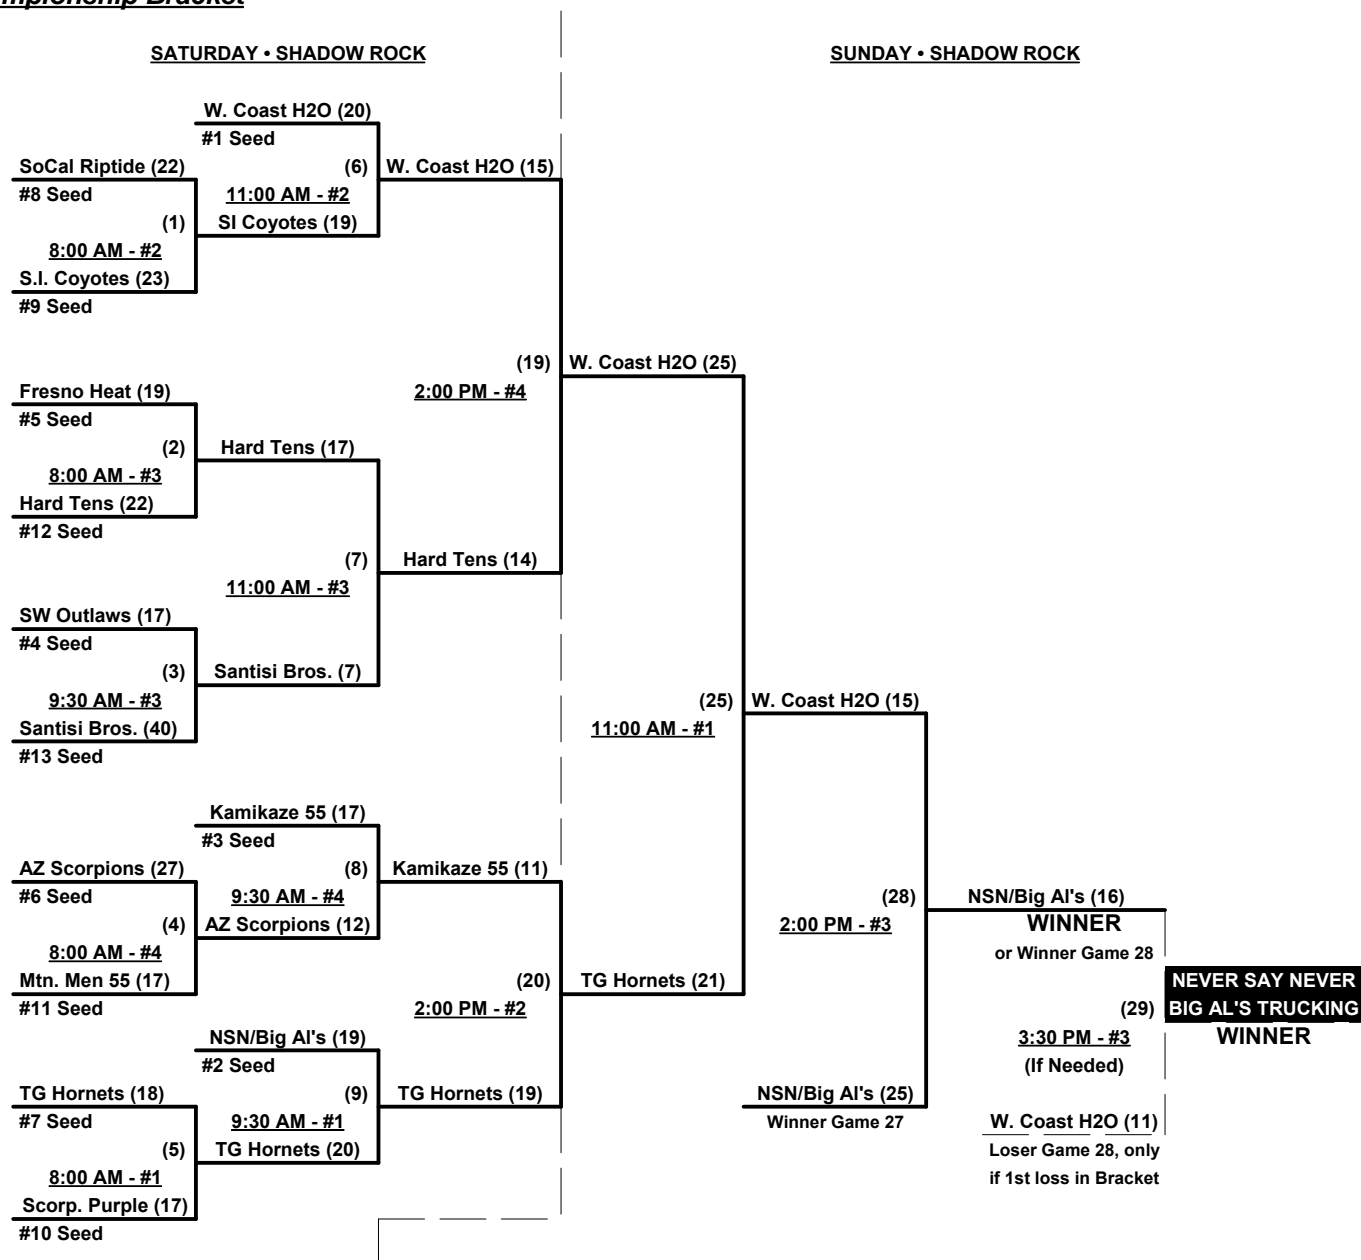 SATURDAY • SHADOW ROCK
SUNDAY • SHADOW ROCK
W. Coast H2O (20)
#1 Seed
SoCal Riptide (22)
(6)
W. Coast H2O (15)
#8 Seed
11:00 AM - #2
(1)
SI Coyotes (19)
8:00 AM - #2
S.I. Coyotes (23)
#9 Seed
(19)
W. Coast H2O (25)
Fresno Heat (19)
2:00 PM - #4
#5 Seed
(2)
Hard Tens (17)
8:00 AM - #3
Hard Tens (22)
#12 Seed
(7)
Hard Tens (14)
11:00 AM - #3
SW Outlaws (17)
#4 Seed
(3)
Santisi Bros. (7)
9:30 AM - #3
(25)
W. Coast H2O (15)
Santisi Bros. (40)
11:00 AM - #1
#13 Seed
Kamikaze 55 (17)
#3 Seed
AZ Scorpions (27)
(8)
Kamikaze 55 (11)
#6 Seed
9:30 AM - #4
(28)
NSN/Big Al's (16)
(4)
AZ Scorpions (12)
2:00 PM - #3
WINNER
8:00 AM - #4
or Winner Game 28
Mtn. Men 55 (17)
(20)
TG Hornets (21)
NEVER SAY NEVER
#11 Seed
2:00 PM - #2
(29)
BIG AL'S TRUCKING
NSN/Big Al's (19)
3:30 PM - #3
WINNER
#2 Seed
(If Needed)
TG Hornets (18)
(9)
TG Hornets (19)
NSN/Big Al's (25)
#7 Seed
9:30 AM - #1
Winner Game 27
W. Coast H2O (11)
(5)
TG Hornets (20)
Loser Game 28, only
8:00 AM - #1
if 1st loss in Bracket
Scorp. Purple (17)
#10 Seed